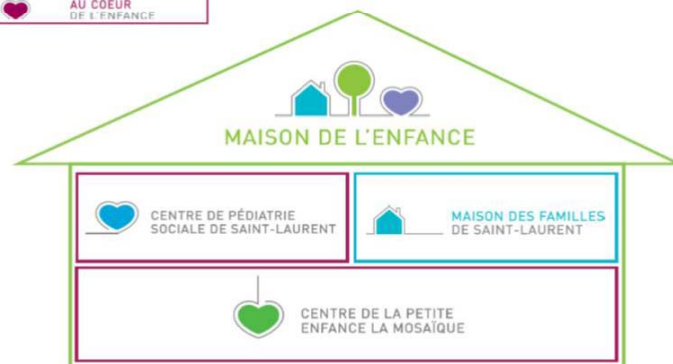 AU COEUR
DE L'ENFANCE
MAISON DE L'ENFANCE
CENTRE DE PÉDIATRIE
SOCIALE DE SAINT-LAURENT
MAISON DES FAMILLES
DE SAINT-LAURENT
CENTRE DE LA PETITE
ENFANCE LA MOSAÏQUE